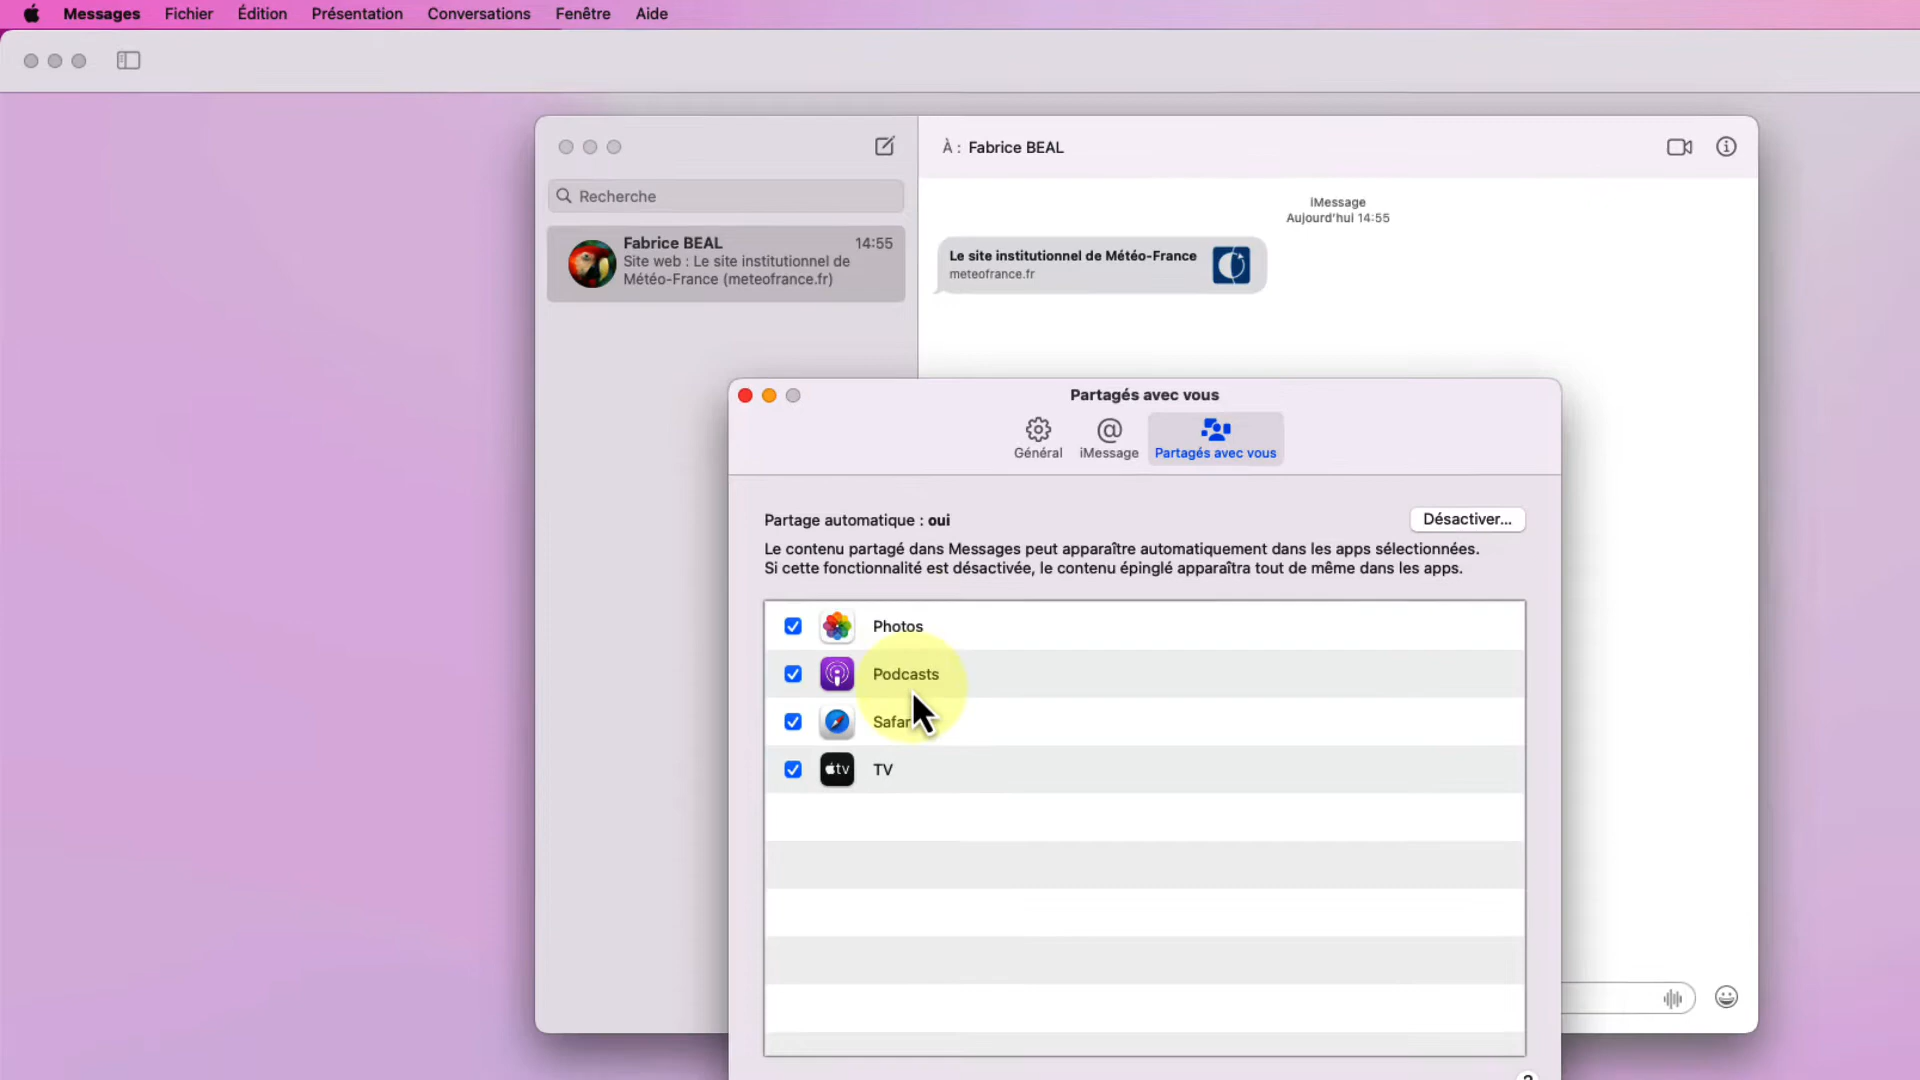 Messages Fichier Édition Présentation Conversations Fenêtre Aide
Recherche
Fabrice BEAL 14:55
Site web : Le site institutionnel de
Météo-France (meteofrance.fr)
À : Fabrice BEAL
iMessage
Aujourd'hui 14:55
Le site institutionnel de Météo-France
meteofrance.fr
Partagés avec vous
Général iMessage Partagés avec vous
Partage automatique : oui Désactiver...
Le contenu partagé dans Messages peut apparaître automatiquement dans les apps sélectionnées.
Si cette fonctionnalité est désactivée, le contenu épinglé apparaîtra tout de même dans les apps.
Photos
Podcasts
Safari
tv TV
?